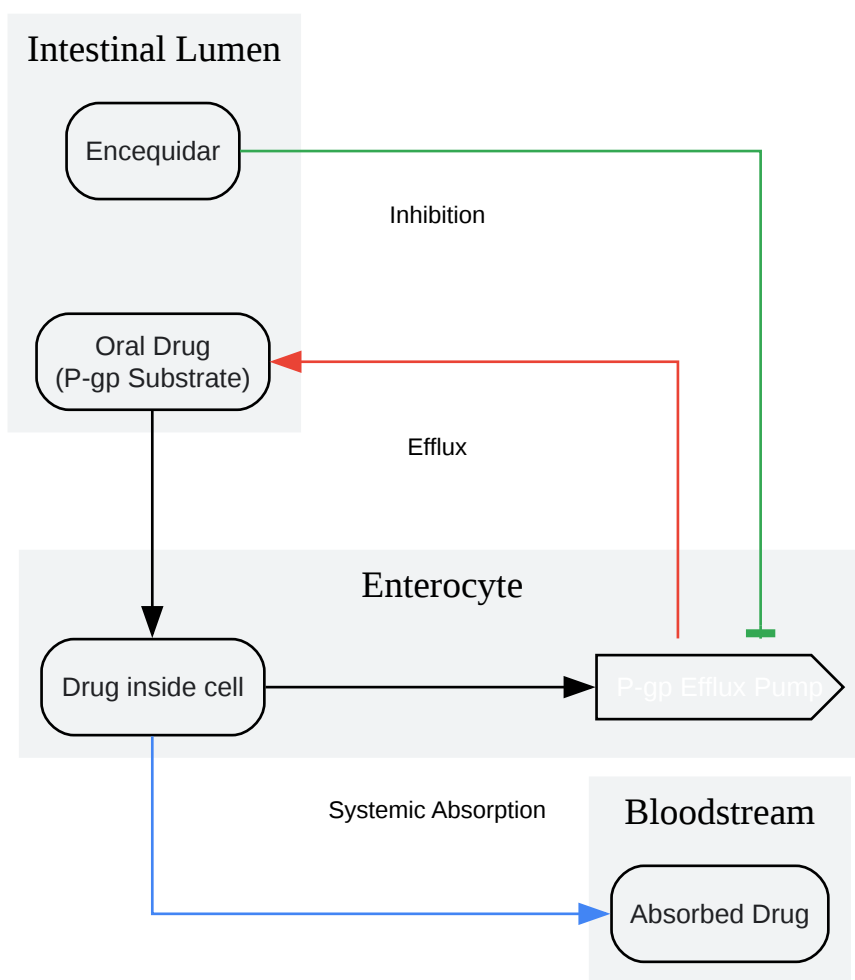 Intestinal Lumen
Encequidar
Inhibition
Oral Drug
(P-gp Substrate)
Efflux
Enterocyte
Drug inside cell
P-gp Efflux Pump
Systemic Absorption
Bloodstream
Absorbed Drug